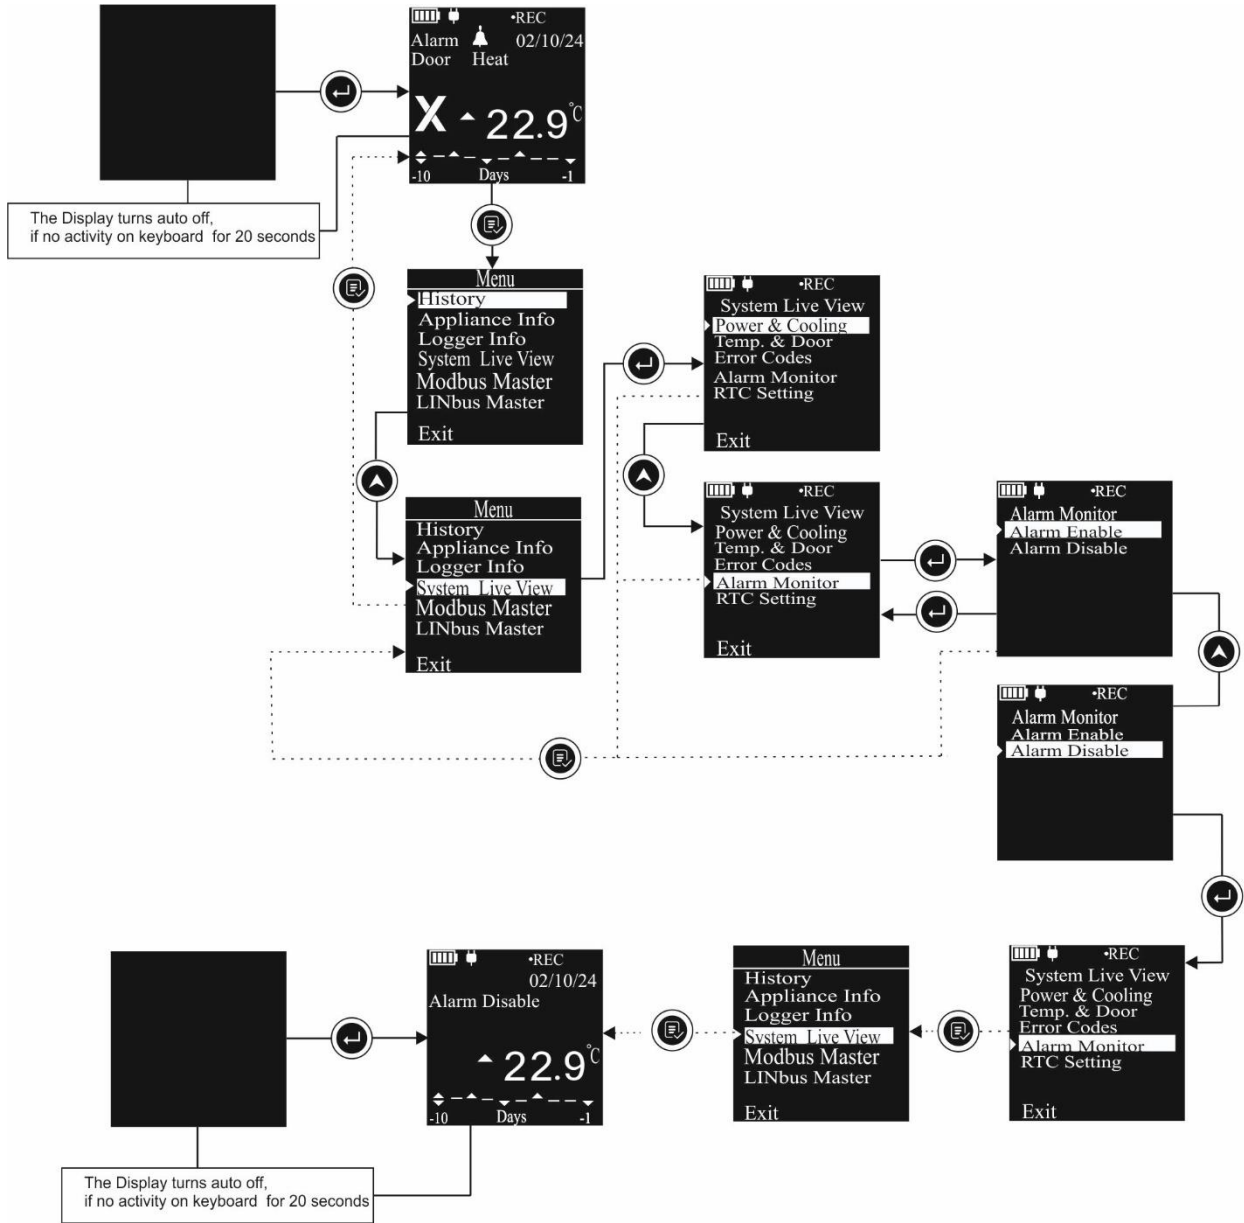 •REC
Alarm 02/10/24
Door Heat
X 22.9°C
-10 Days -1
The Display turns auto off,
if no activity on keyboard for 20 seconds
Menu
History
Appliance Info
Logger Info
System Live View
Modbus Master
LINbus Master
Exit
•REC
System Live View
Power & Cooling
Temp. & Door
Error Codes
Alarm Monitor
RTC Setting
Exit
Menu
History
Appliance Info
Logger Info
System Live View
Modbus Master
LINbus Master
Exit
•REC
System Live View
Power & Cooling
Temp. & Door
Error Codes
Alarm Monitor
RTC Setting
Exit
•REC
Alarm Monitor
Alarm Enable
Alarm Disable
•REC
Alarm Monitor
Alarm Enable
Alarm Disable
•REC
02/10/24
Alarm Disable
22.9°C
-10 Days -1
Menu
History
Appliance Info
Logger Info
System Live View
Modbus Master
LINbus Master
Exit
•REC
System Live View
Power & Cooling
Temp. & Door
Error Codes
Alarm Monitor
RTC Setting
Exit
The Display turns auto off,
if no activity on keyboard for 20 seconds